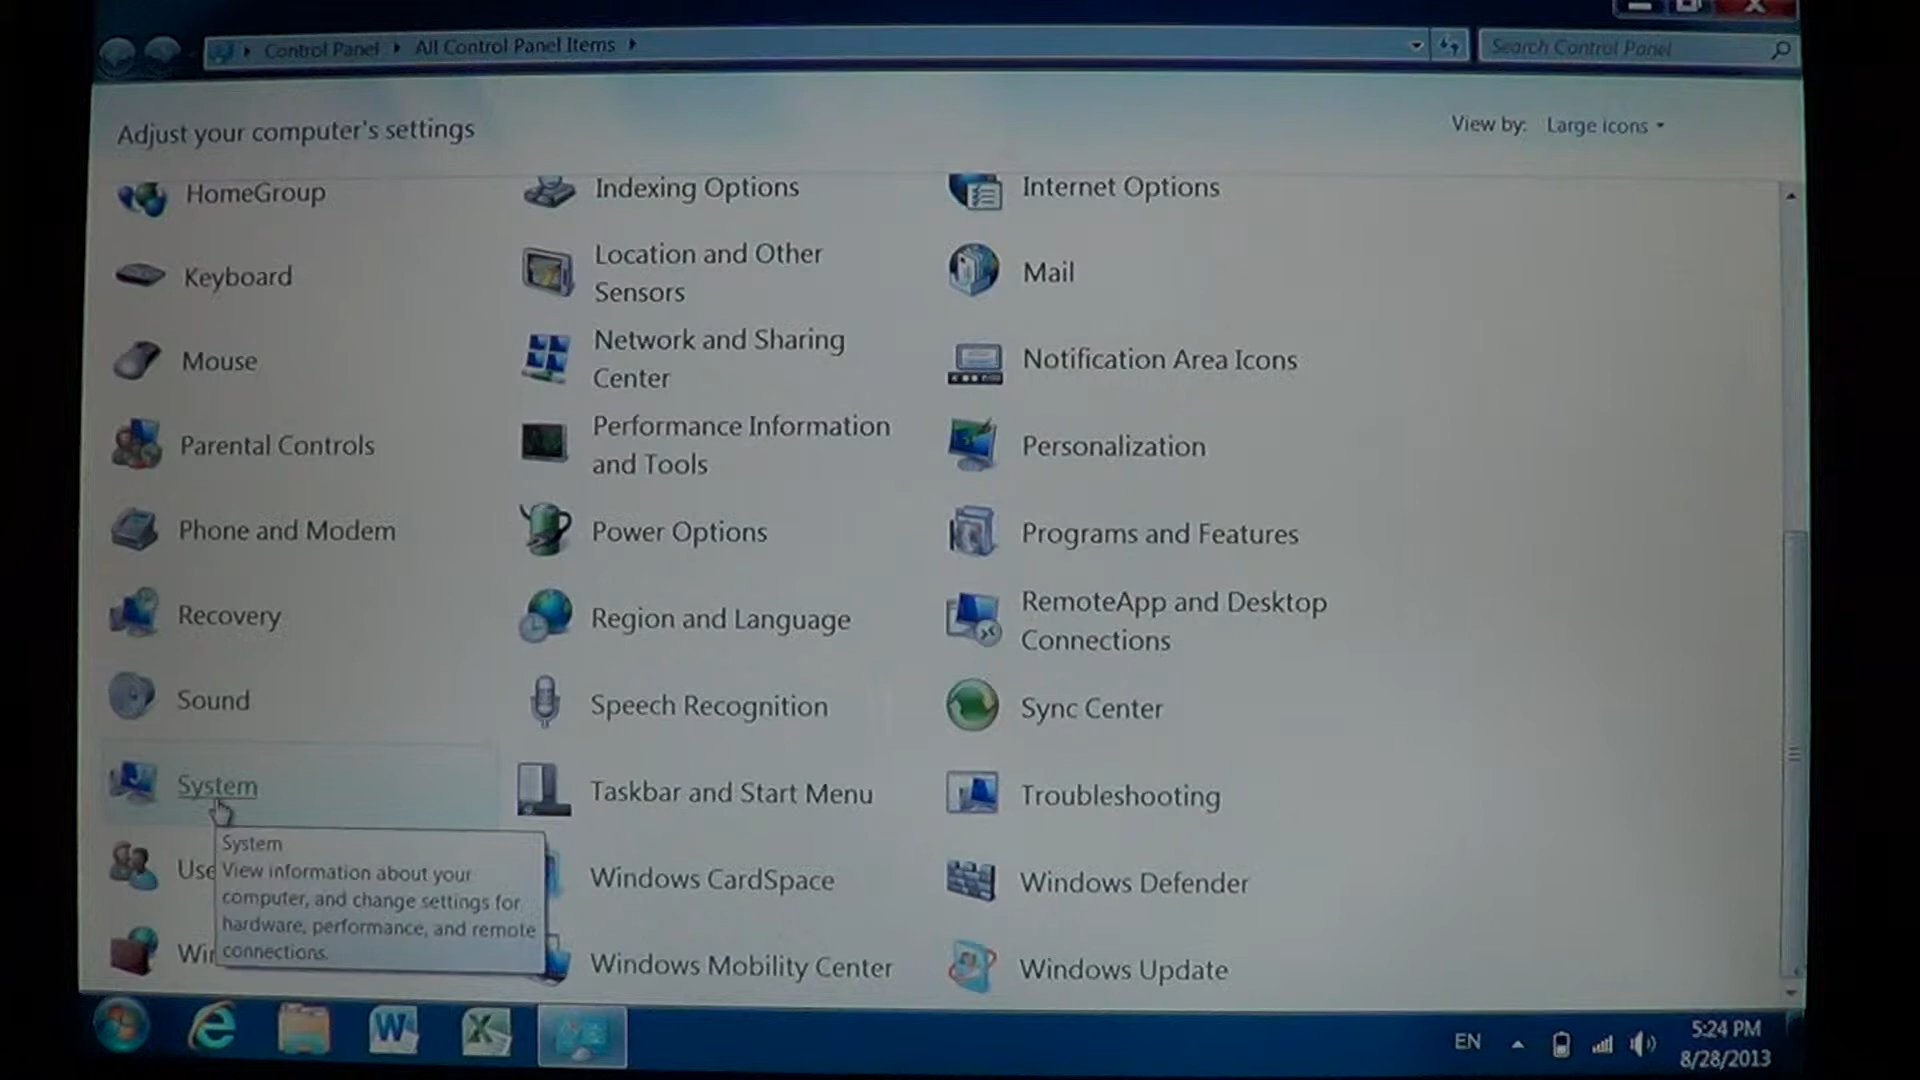 Control Panel All Control Panel Items
Search Control Panel
Adjust your computer's settings
View by: Large icons
HomeGroup
Indexing Options
Internet Options
Keyboard
Location and Other
Sensors
Mail
Mouse
Network and Sharing
Center
Notification Area Icons
Parental Controls
Performance Information
and Tools
Personalization
Phone and Modem
Power Options
Programs and Features
Recovery
Region and Language
RemoteApp and Desktop
Connections
Sound
Speech Recognition
Sync Center
System
Taskbar and Start Menu
Troubleshooting
Use
System
View information about your
computer, and change settings for
hardware, performance, and remote
connections.
Windows CardSpace
Windows Defender
Wir
Windows Mobility Center
Windows Update
W
X
EN
5:24 PM
8/28/2013